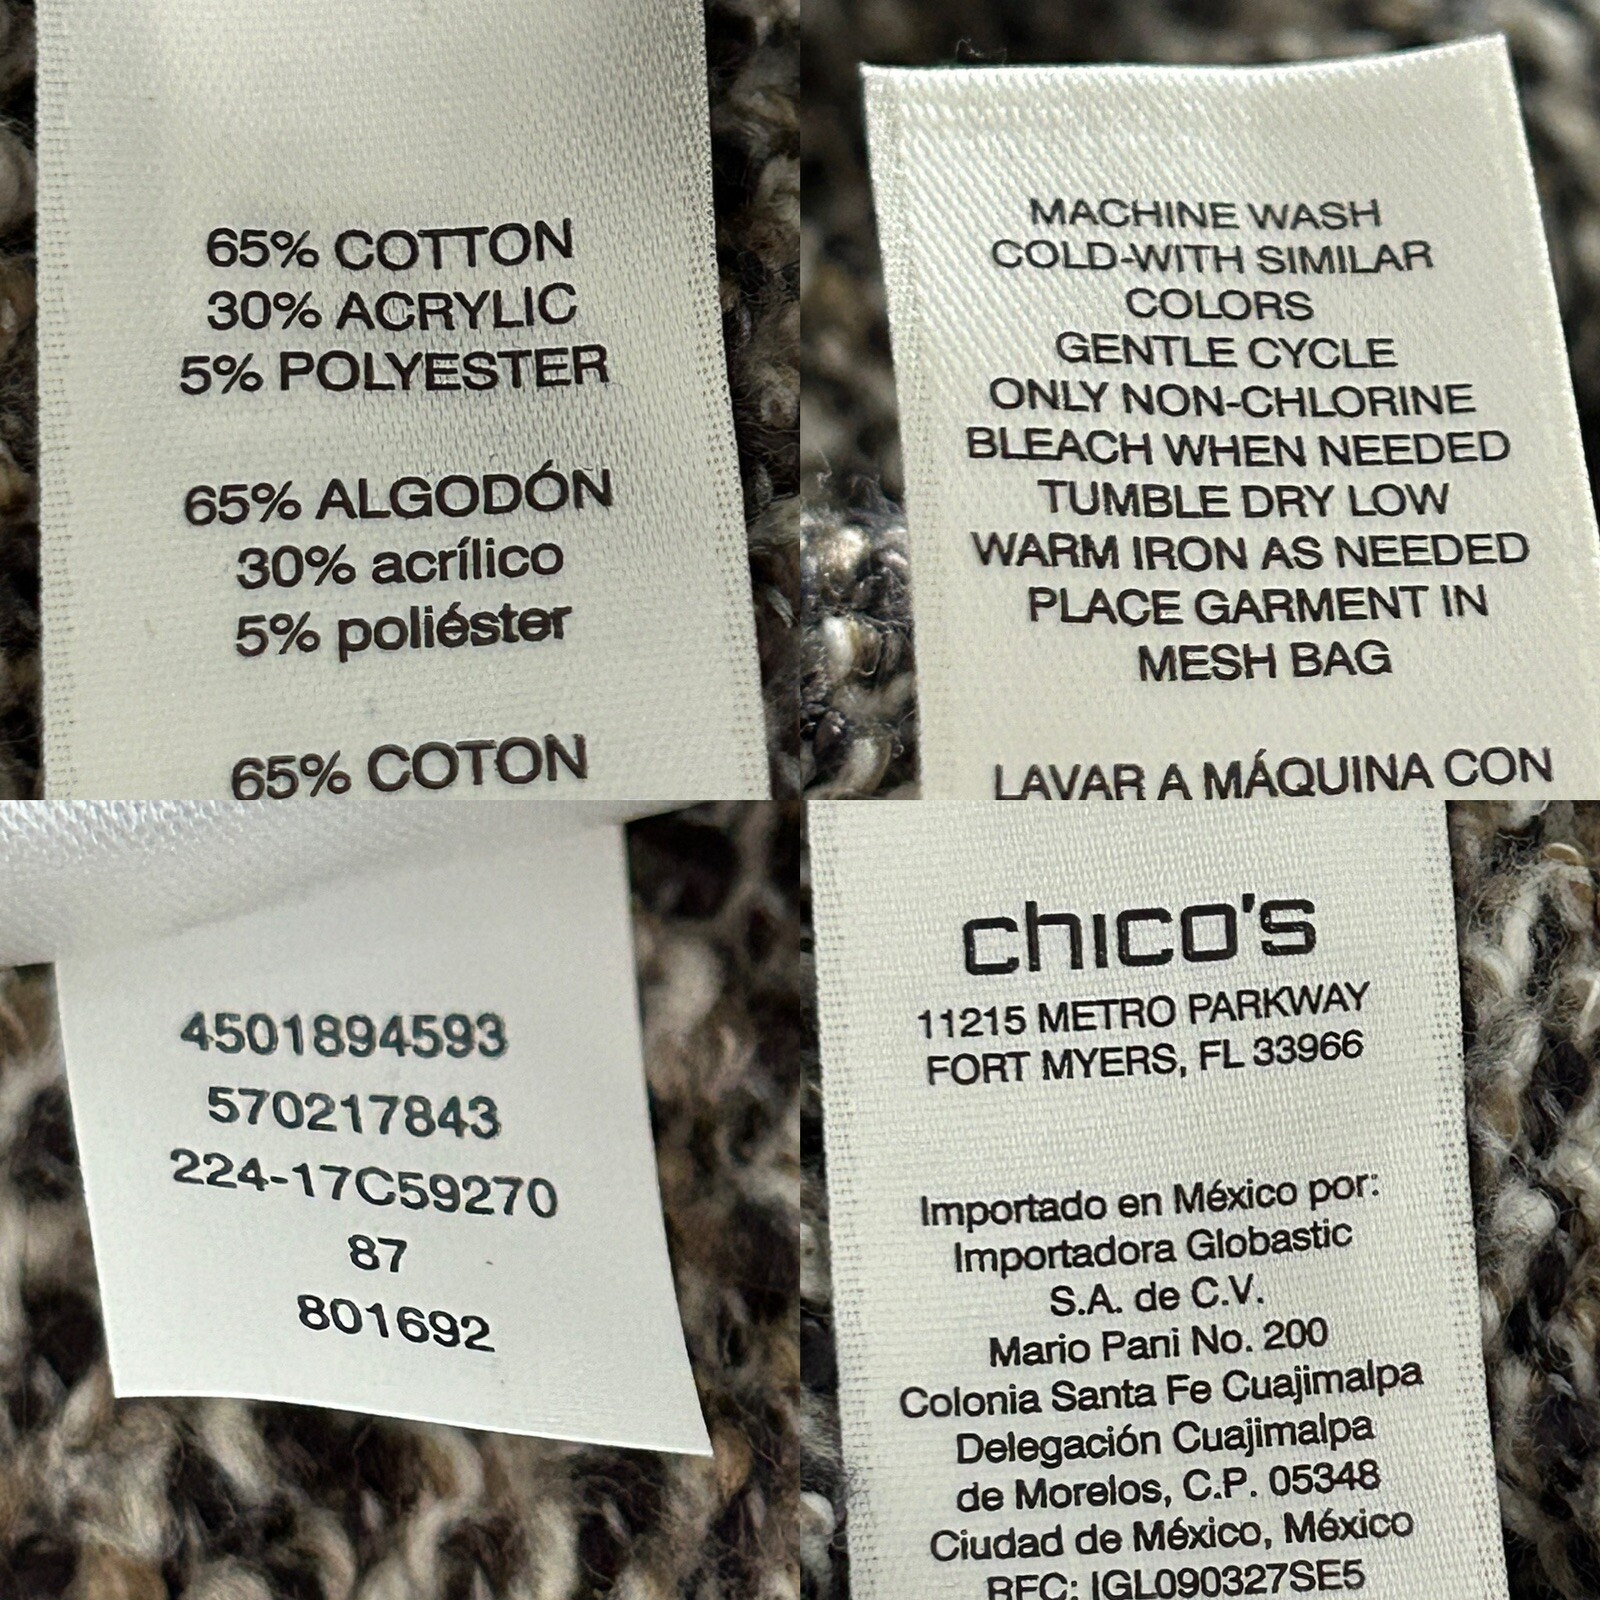 65% COTTON
30% ACRYLIC
5% POLYESTER
65% ALGODÓN
30% acrílico
5% poliéster
65% COTON
MACHINE WASH
COLD-WITH SIMILAR
COLORS
GENTLE CYCLE
ONLY NON-CHLORINE
BLEACH WHEN NEEDED
TUMBLE DRY LOW
WARM IRON AS NEEDED
PLACE GARMENT IN
MESH BAG
LAVAR A MÁQUINA CON
4501894593
570217843
224-17C59270
87
801692
chico's
11215 METRO PARKWAY
FORT MYERS, FL 33966
Importado en México por:
Importadora Globastic
S.A. de C.V.
Mario Pani No. 200
Colonia Santa Fe Cuajimalpa
Delegación Cuajimalpa
de Morelos, C.P. 05348
Ciudad de México, México
RFC: IGL090327SE5